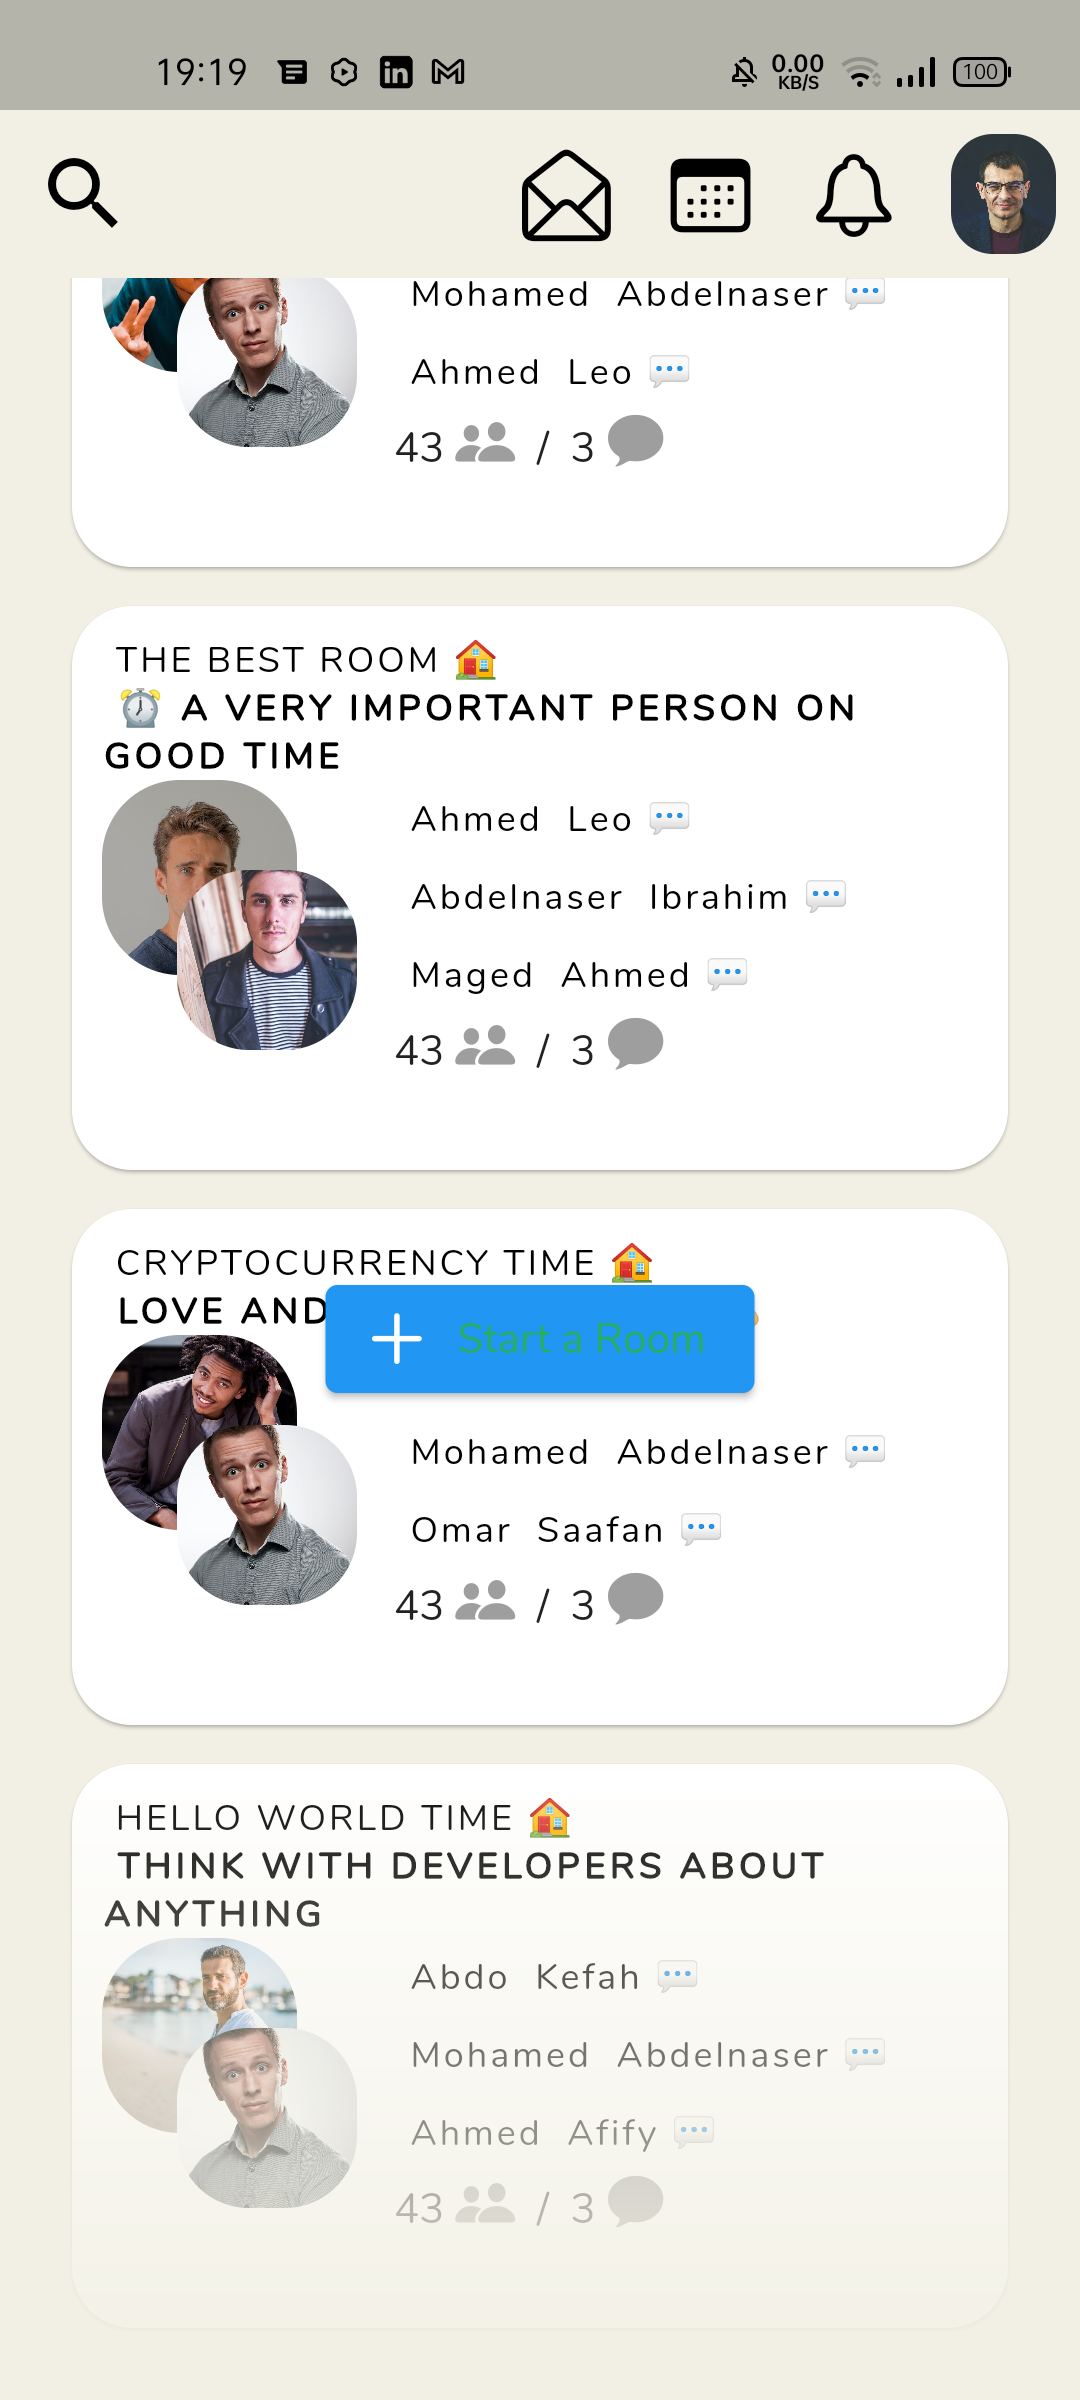 19:19 0.00 KB/S 100
Mohamed Abdelnaser
Ahmed Leo
43 / 3
THE BEST ROOM
A VERY IMPORTANT PERSON ON
GOOD TIME
Ahmed Leo
Abdelnaser Ibrahim
Maged Ahmed
43 / 3
CRYPTOCURRENCY TIME
LOVE AND
Start a Room
Mohamed Abdelnaser
Omar Saafan
43 / 3
HELLO WORLD TIME
THINK WITH DEVELOPERS ABOUT
ANYTHING
Abdo Kefah
Mohamed Abdelnaser
Ahmed Afify
43 / 3